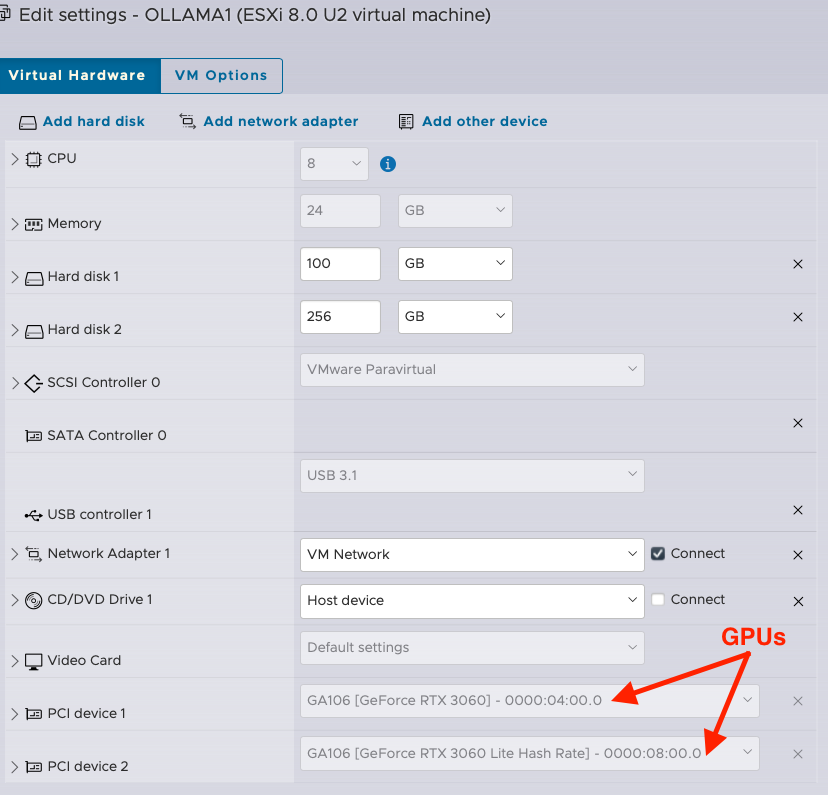 Edit settings - OLLAMA1 (ESXi 8.0 U2 virtual machine)
Virtual Hardware VM Options
Add hard disk Add network adapter Add other device
CPU 8
Memory 24 GB
Hard disk 1 100 GB
Hard disk 2 256 GB
SCSI Controller 0 VMware Paravirtual
SATA Controller 0
USB controller 1 USB 3.1
Network Adapter 1 VM Network Connect
CD/DVD Drive 1 Host device Connect
GPUs
Video Card Default settings
PCI device 1 GA106 [GeForce RTX 3060] - 0000:04:00.0
PCI device 2 GA106 [GeForce RTX 3060 Lite Hash Rate] - 0000:08:00.0